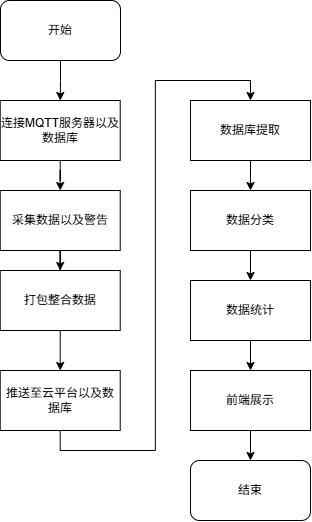 开始
连接MQTT服务器以及
数据库
采集数据以及警告
打包整合数据
推送至云平台以及数
据库
数据库提取
数据分类
数据统计
前端展示
结束